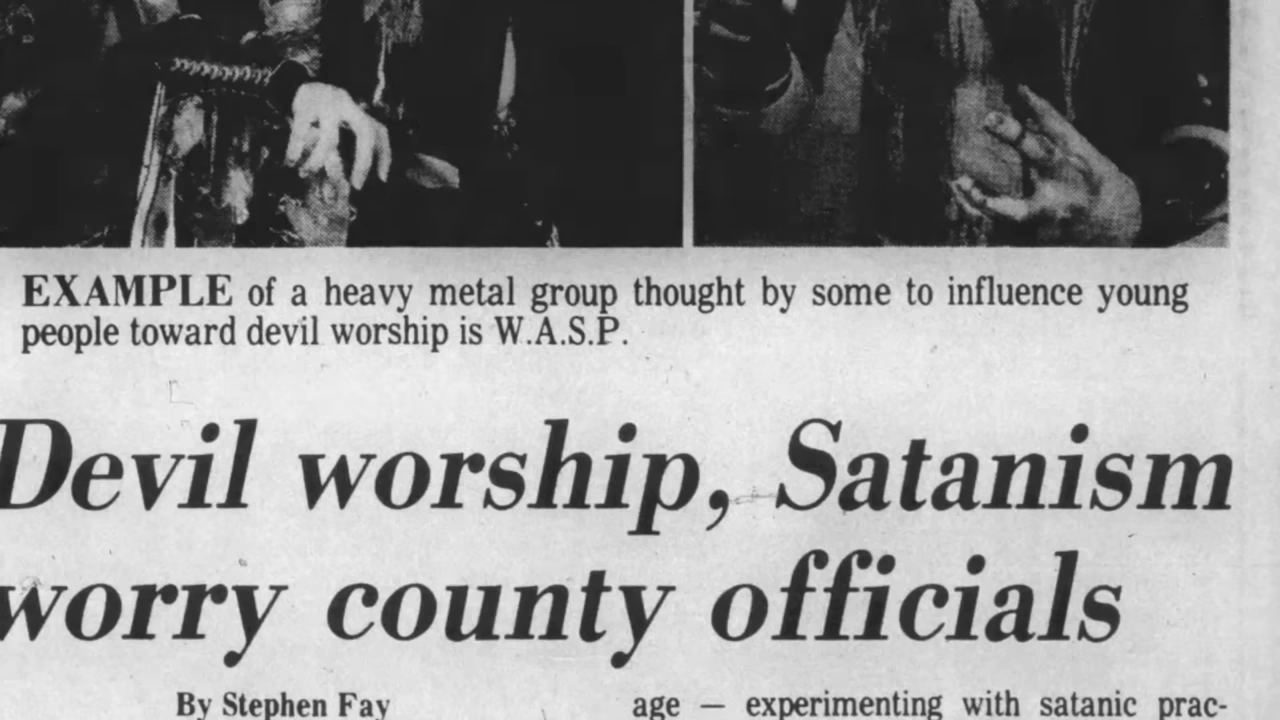 EXAMPLE of a heavy metal group thought by some to influence young
people toward devil worship is W.A.S.P.
Devil worship, Satanism
worry county officials
By Stephen Fay
age — experimenting with satanic prac-